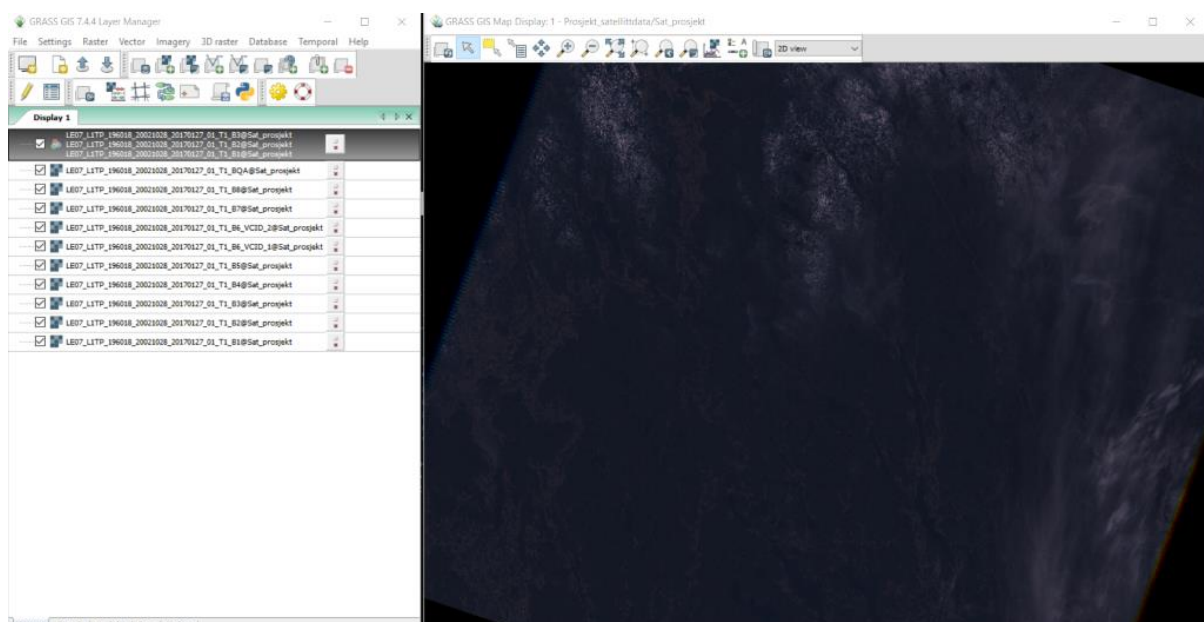 GRASS GIS 7.4.4 Layer Manager
File Settings Raster Vector Imagery 3D raster Database Temporal Help
Display 1
LE07_L1TP_196018_20021028_20170127_01_T1_B3@Sat_prosjekt
LE07_L1TP_196018_20021028_20170127_01_T1_B2@Sat_prosjekt
LE07_L1TP_196018_20021028_20170127_01_T1_B1@Sat_prosjekt
LE07_L1TP_196018_20021028_20170127_01_T1_BQA@Sat_prosjekt
LE07_L1TP_196018_20021028_20170127_01_T1_B8@Sat_prosjekt
LE07_L1TP_196018_20021028_20170127_01_T1_B7@Sat_prosjekt
LE07_L1TP_196018_20021028_20170127_01_T1_B6_VCID_2@Sat_prosjekt
LE07_L1TP_196018_20021028_20170127_01_T1_B6_VCID_1@Sat_prosjekt
LE07_L1TP_196018_20021028_20170127_01_T1_B5@Sat_prosjekt
LE07_L1TP_196018_20021028_20170127_01_T1_B4@Sat_prosjekt
LE07_L1TP_196018_20021028_20170127_01_T1_B3@Sat_prosjekt
LE07_L1TP_196018_20021028_20170127_01_T1_B2@Sat_prosjekt
LE07_L1TP_196018_20021028_20170127_01_T1_B1@Sat_prosjekt
GRASS GIS Map Display: 1 - Prosjekt_satellittdata/Sat_prosjekt
2D view